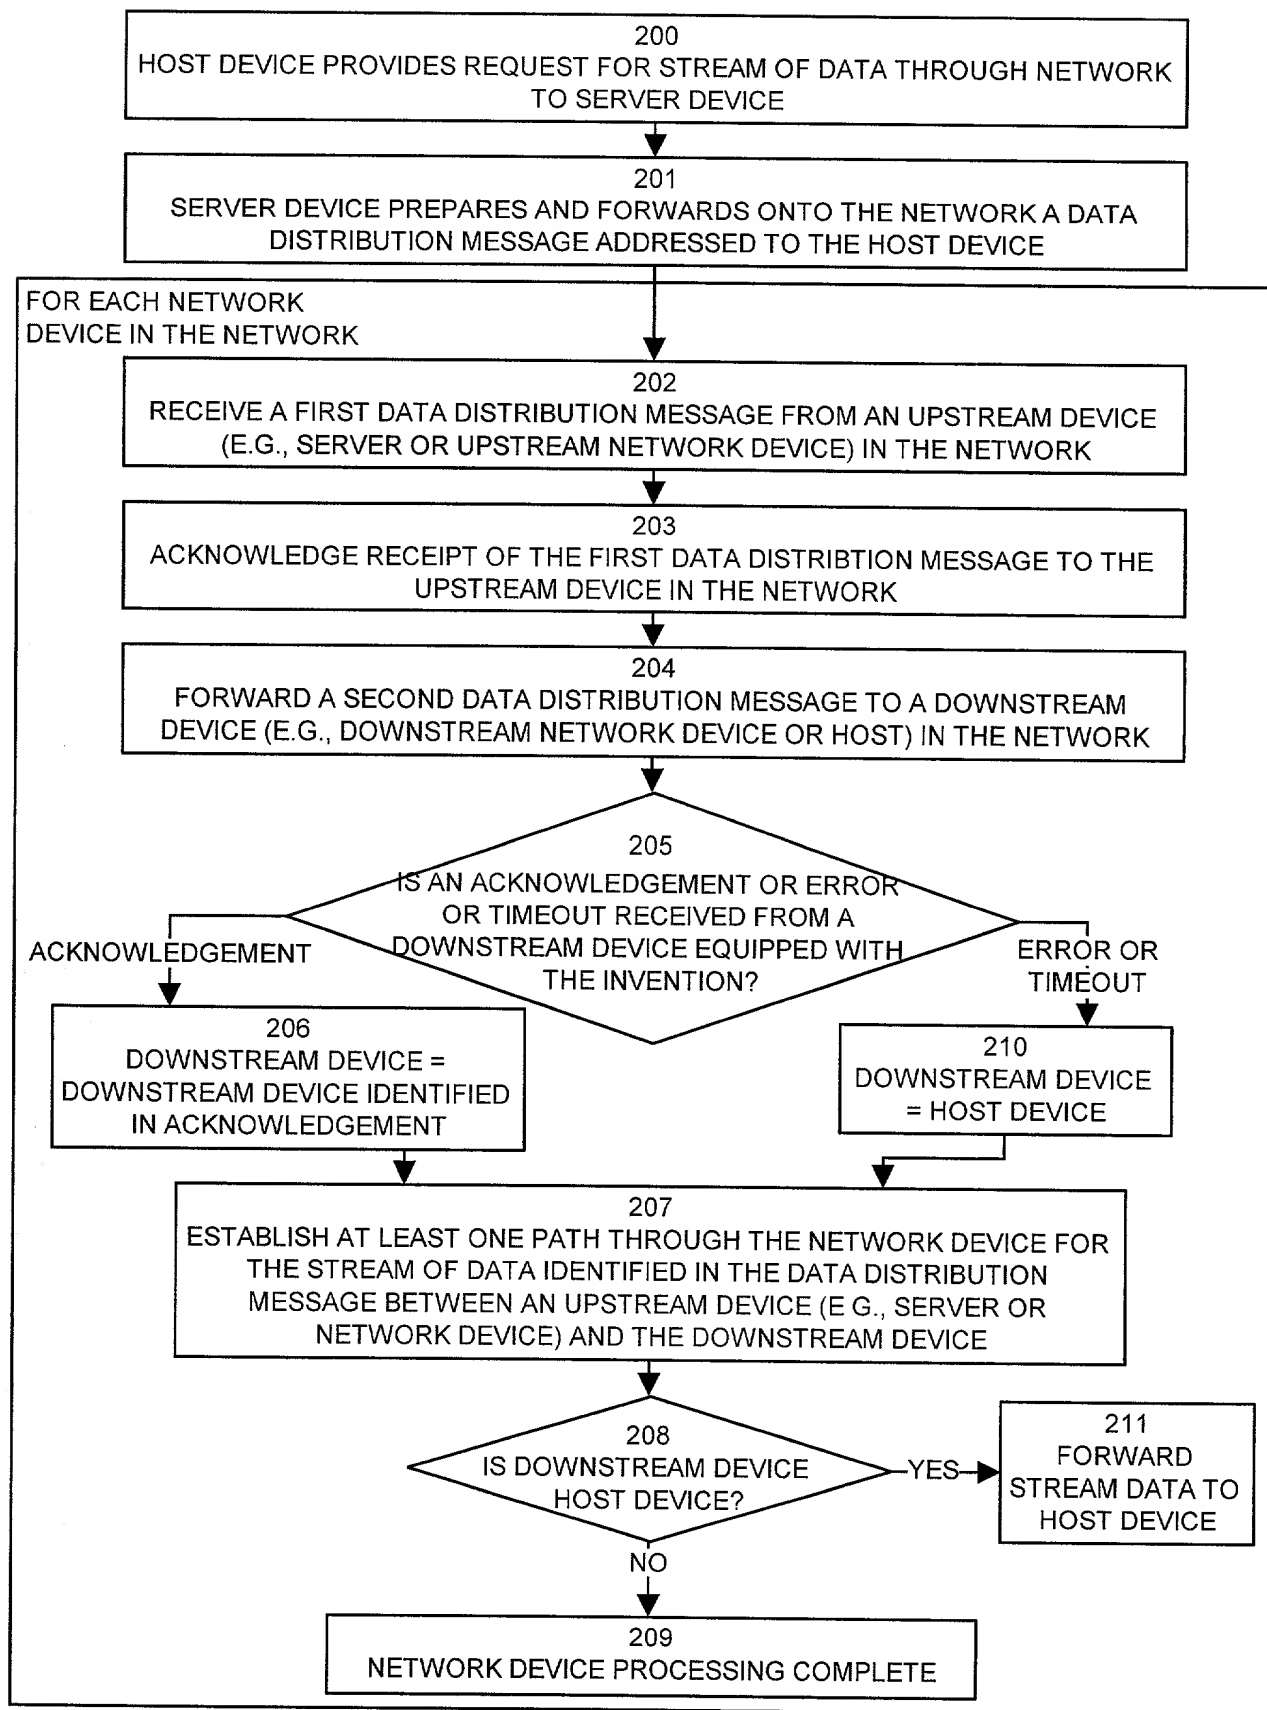 200
HOST DEVICE PROVIDES REQUEST FOR STREAM OF DATA THROUGH NETWORK
TO SERVER DEVICE
201
SERVER DEVICE PREPARES AND FORWARDS ONTO THE NETWORK A DATA
DISTRIBUTION MESSAGE ADDRESSED TO THE HOST DEVICE
FOR EACH NETWORK
DEVICE IN THE NETWORK
202
RECEIVE A FIRST DATA DISTRIBUTION MESSAGE FROM AN UPSTREAM DEVICE
(E.G., SERVER OR UPSTREAM NETWORK DEVICE) IN THE NETWORK
203
ACKNOWLEDGE RECEIPT OF THE FIRST DATA DISTRIBTION MESSAGE TO THE
UPSTREAM DEVICE IN THE NETWORK
204
FORWARD A SECOND DATA DISTRIBUTION MESSAGE TO A DOWNSTREAM
DEVICE (E.G., DOWNSTREAM NETWORK DEVICE OR HOST) IN THE NETWORK
205
IS AN ACKNOWLEDGEMENT OR ERROR
OR TIMEOUT RECEIVED FROM A
DOWNSTREAM DEVICE EQUIPPED WITH
THE INVENTION?
ACKNOWLEDGEMENT
ERROR OR
TIMEOUT
206
DOWNSTREAM DEVICE =
DOWNSTREAM DEVICE IDENTIFIED
IN ACKNOWLEDGEMENT
210
DOWNSTREAM DEVICE
= HOST DEVICE
207
ESTABLISH AT LEAST ONE PATH THROUGH THE NETWORK DEVICE FOR
THE STREAM OF DATA IDENTIFIED IN THE DATA DISTRIBUTION
MESSAGE BETWEEN AN UPSTREAM DEVICE (E G., SERVER OR
NETWORK DEVICE) AND THE DOWNSTREAM DEVICE
208
IS DOWNSTREAM DEVICE
HOST DEVICE?
YES
211
FORWARD
STREAM DATA TO
HOST DEVICE
NO
209
NETWORK DEVICE PROCESSING COMPLETE